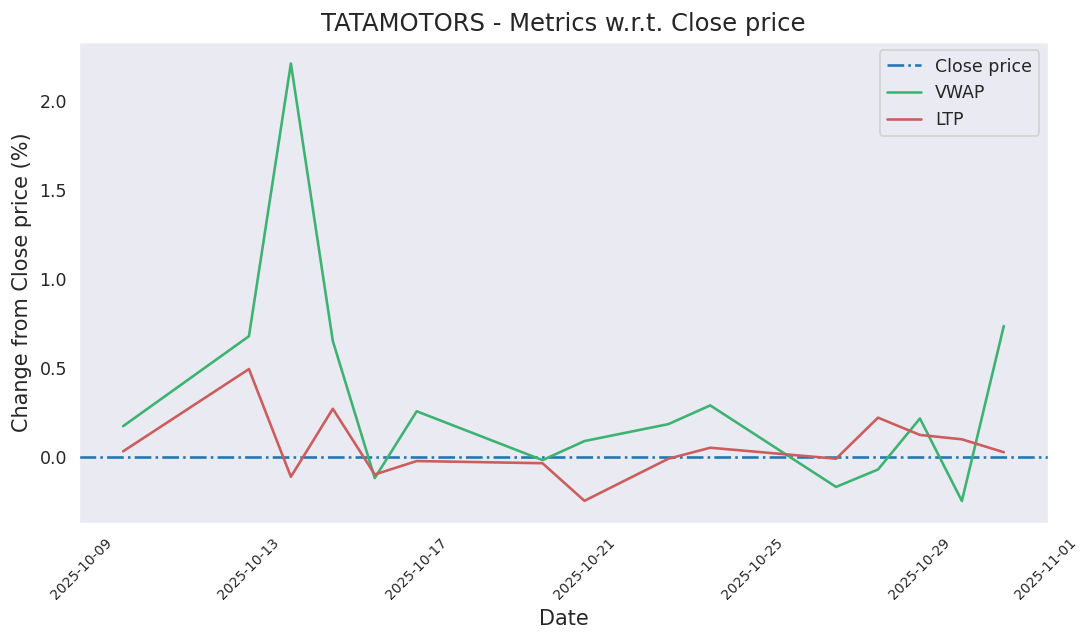 TATAMOTORS - Metrics w.r.t. Close price
Close price
VWAP
LTP
Change from Close price (%)
2.0
1.5
1.0
0.5
0.0
2025-10-09
2025-10-13
2025-10-17
2025-10-21
2025-10-25
2025-10-29
2025-11-01
Date